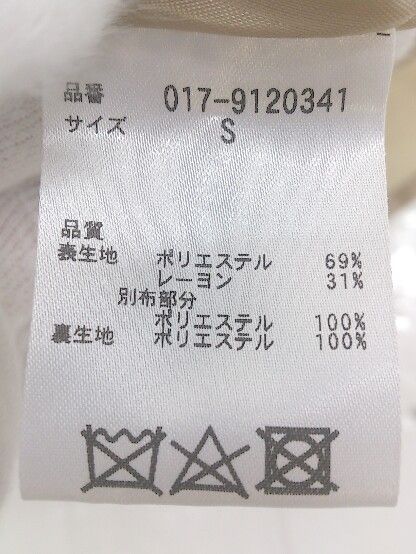 品番 017-9120341
サイズ S
品質
表生地 ポリエステル 69%
レーヨン 31%
別布部分
ポリエステル 100%
裏生地 ポリエステル 100%